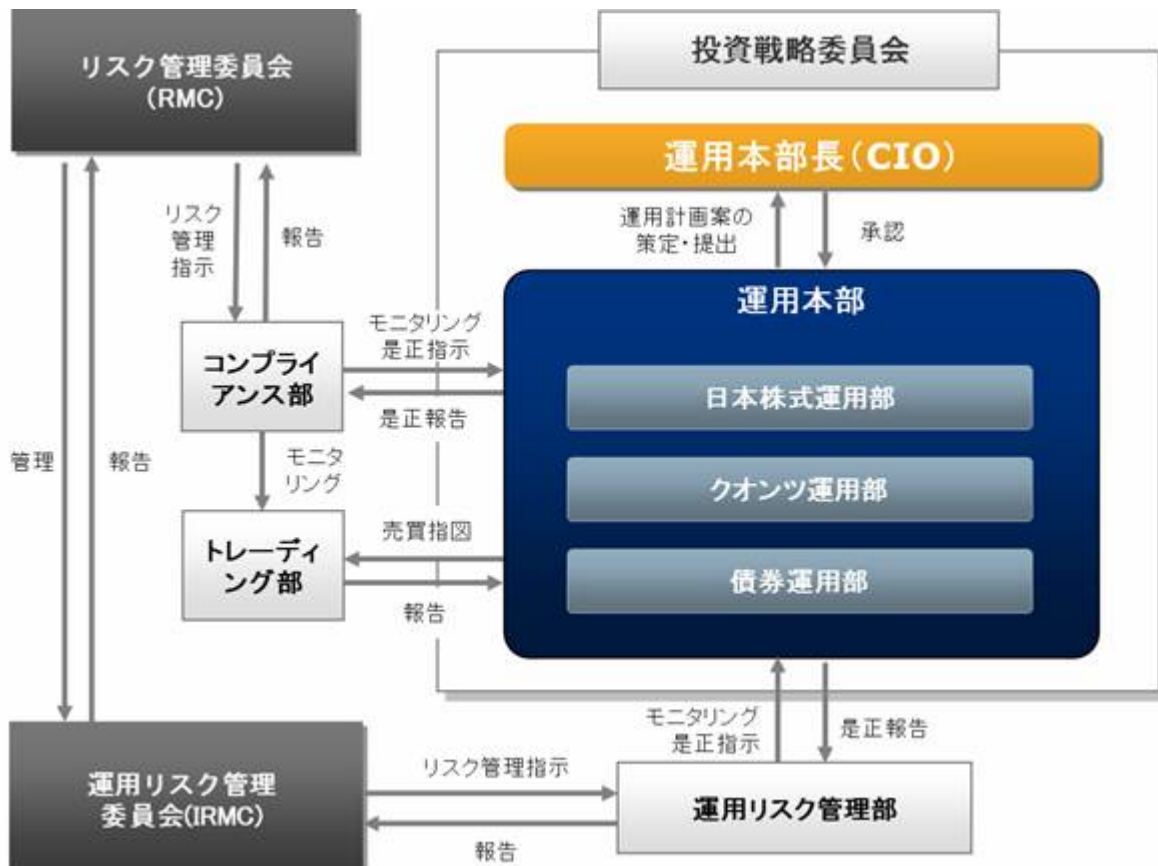 リスク管理委員会
(RMC)
投資戦略委員会
運用本部長(CIO)
運用計画案の
策定・提出
承認
リスク
管理
指示
報告
運用本部
日本株式運用部
クオンツ運用部
債券運用部
コンプライ
アンス部
モニタリング
是正指示
是正報告
管理
報告
モニタ
リング
トレーディ
ング部
売買指図
報告
モニタリング
是正指示
是正報告
運用リスク管理
委員会(IRMC)
リスク管理指示
報告
運用リスク管理部